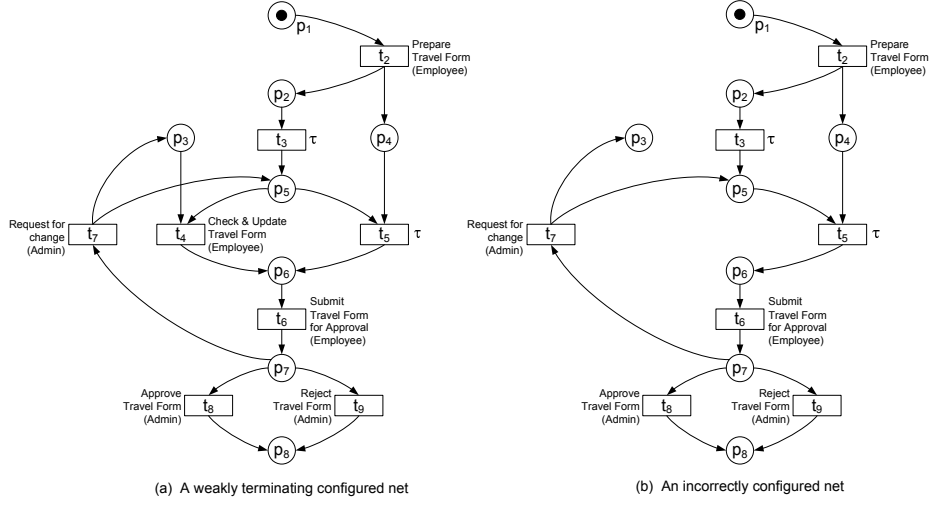 p1
Prepare
Travel Form
(Employee)
t2
p2
p3
t3 τ
p4
p5
Request for
change
(Admin)
t7
t4
Check & Update
Travel Form
(Employee)
t5 τ
p6
t6
Submit
Travel Form
for Approval
(Employee)
p7
Approve
Travel Form
(Admin)
t8
Reject
Travel Form
(Admin)
t9
p8
(a) A weakly terminating configured net
p1
Prepare
Travel Form
(Employee)
t2
p2
p3
t3 τ
p4
p5
Request for
change
(Admin)
t7
t5 τ
p6
t6
Submit
Travel Form
for Approval
(Employee)
p7
Approve
Travel Form
(Admin)
t8
Reject
Travel Form
(Admin)
t9
p8
(b) An incorrectly configured net